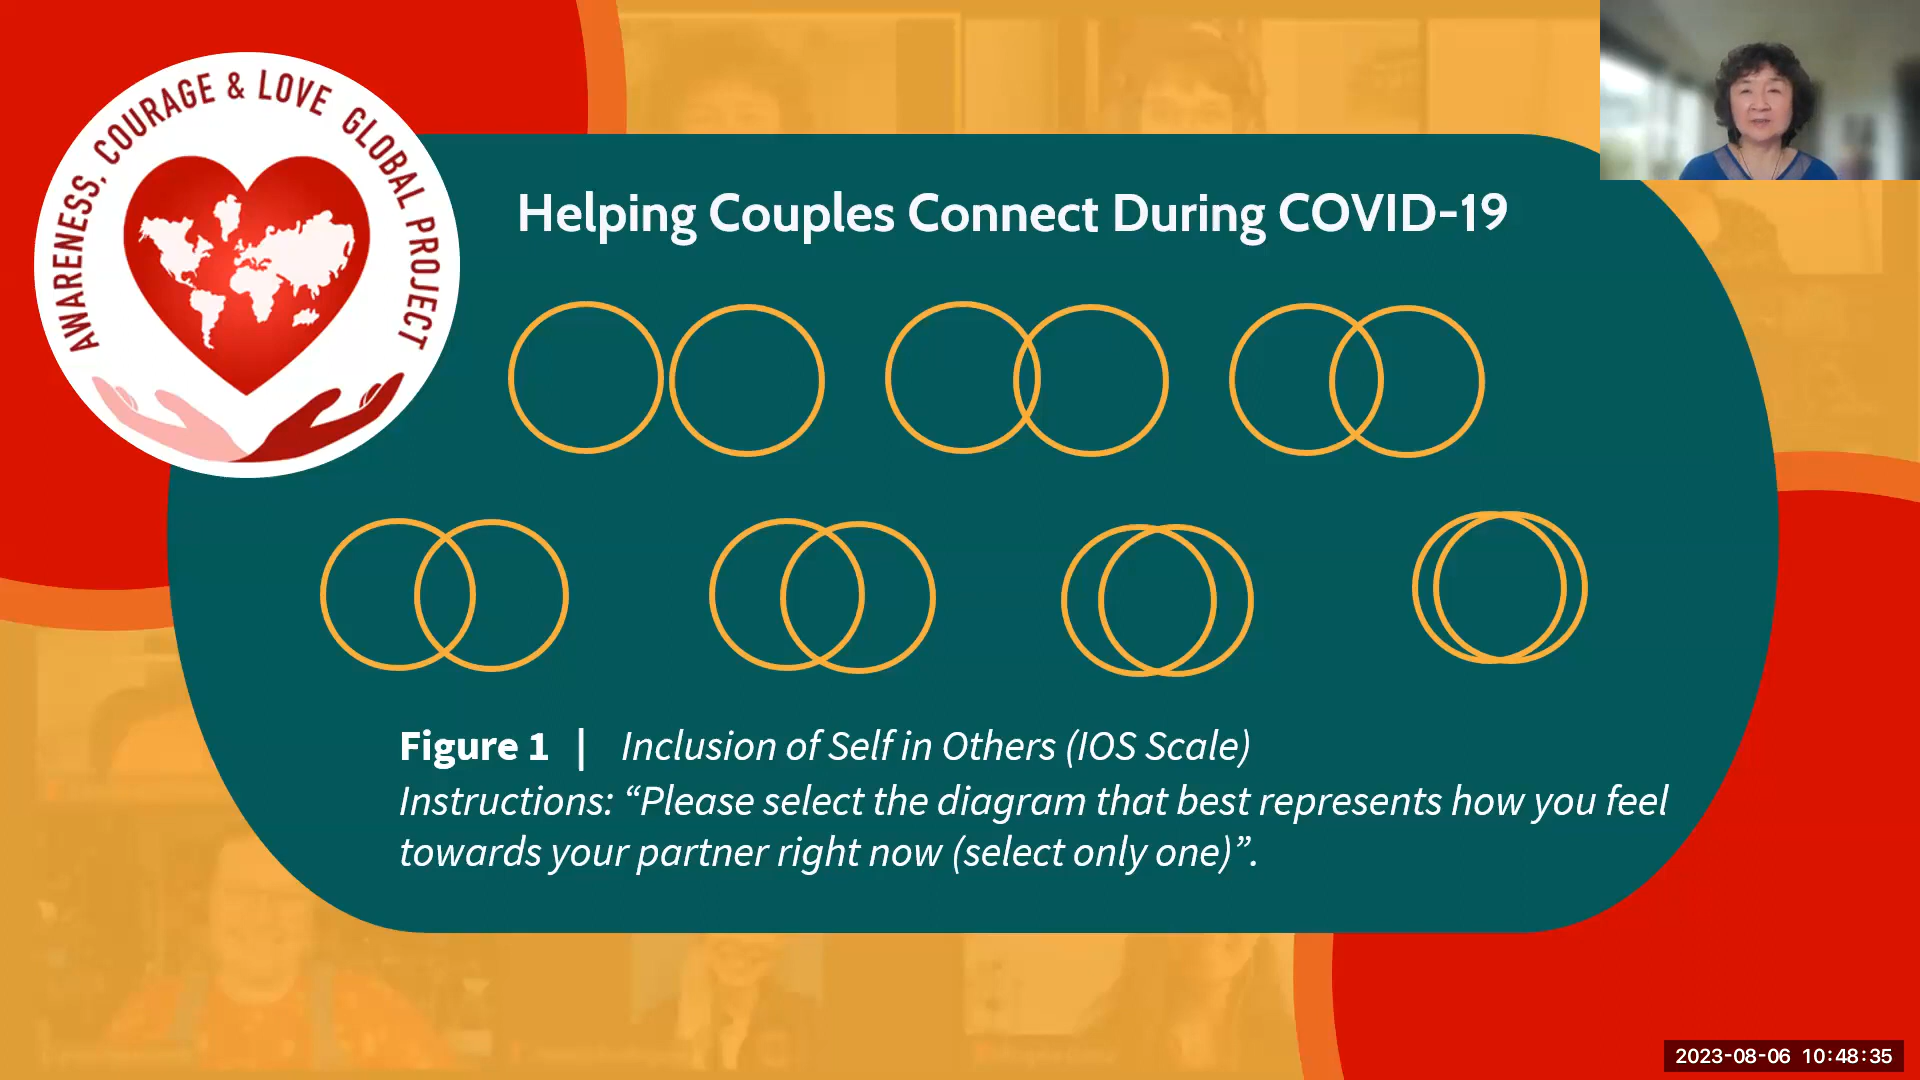 AWARENESS, COURAGE & LOVE GLOBAL PROJECT
Helping Couples Connect During COVID-19
Figure 1 | Inclusion of Self in Others (IOS Scale)
Instructions: “Please select the diagram that best represents how you feel
towards your partner right now (select only one)”.
2023-08-06 10:48:35